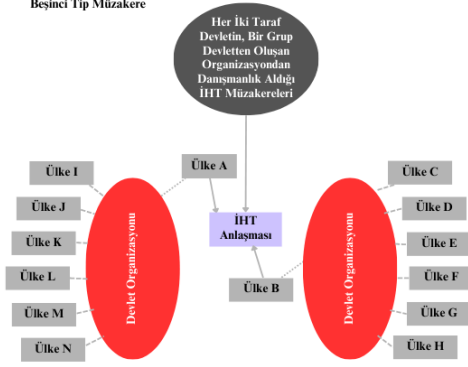 Beşinci Tip Müzakere
Her İki Taraf
Devletin, Bir Grup
Devletten Oluşan
Organizasyondan
Danışmanlık Aldığı
İHT Müzakereleri
Ülke I
Ülke J
Ülke K
Ülke L
Ülke M
Ülke N
Devlet Organizasyonu
Ülke A
İHT
Anlaşması
Ülke B
Devlet Organizasyonu
Ülke C
Ülke D
Ülke E
Ülke F
Ülke G
Ülke H